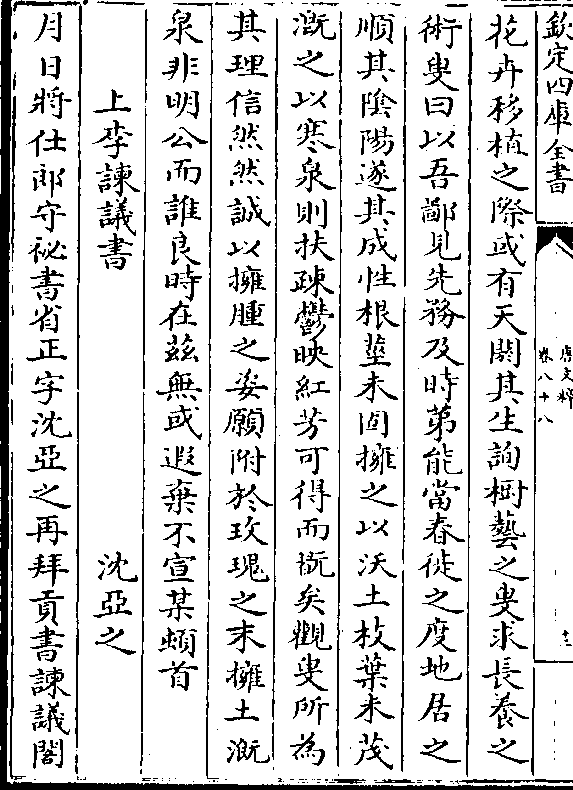 欽定四庫全書
唐文粹
卷八十八
十二
花卉移植之際或有天閼其生詢樹藝之叟求長養之
術叟曰以吾鄙見先務及時苐能當春徙之度地居之
順其陰陽遂其成性根莖未固擁之以沃土枝葉未茂
溉之以寒泉則扶疎鬱映紅芳可得而翫矣觀叟所為
其理信然然誠以擁腫之姿願附於玫瑰之末擁土溉
泉非明公而誰良時在兹無或遐棄不宣某頓首
上李諫議書　沈亞之
月日將仕郎守祕書省正字沈亞之再拜貢書諫議閤